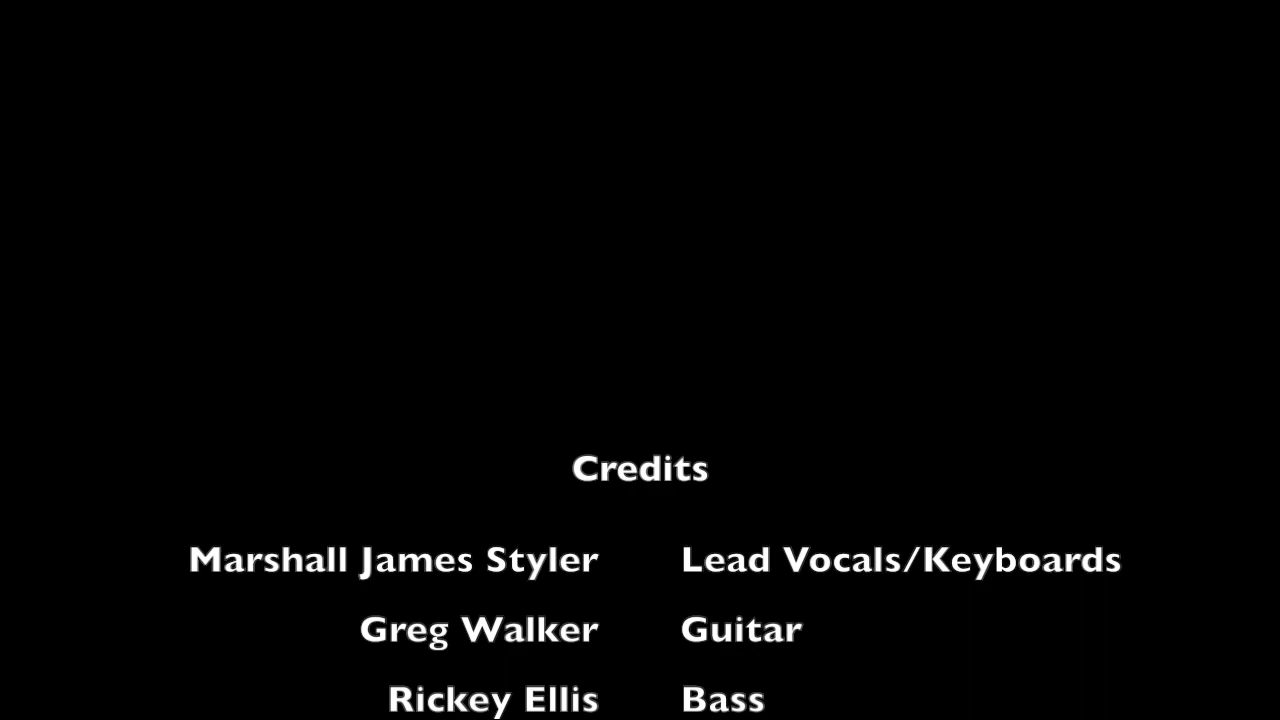 Credits
Marshall James Styler Lead Vocals/Keyboards
Greg Walker Guitar
Rickey Ellis Bass